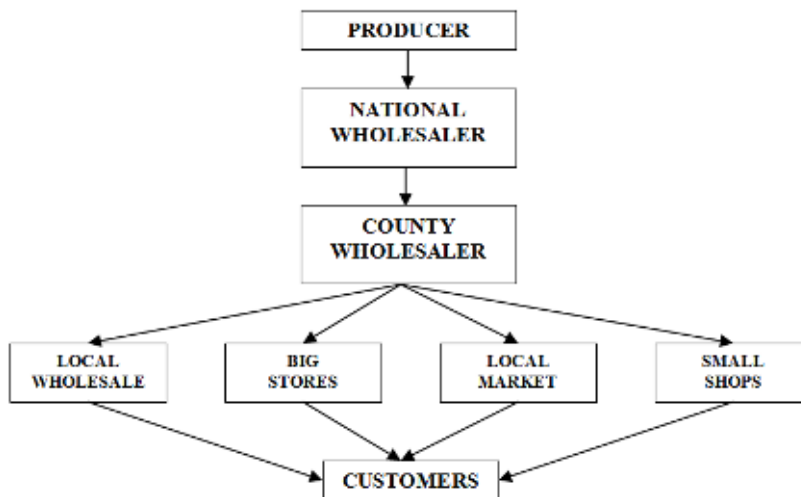 PRODUCER
NATIONAL
WHOLESALER
COUNTY
WHOLESALER
LOCAL
WHOLESALE
BIG
STORES
LOCAL
MARKET
SMALL
SHOPS
CUSTOMERS